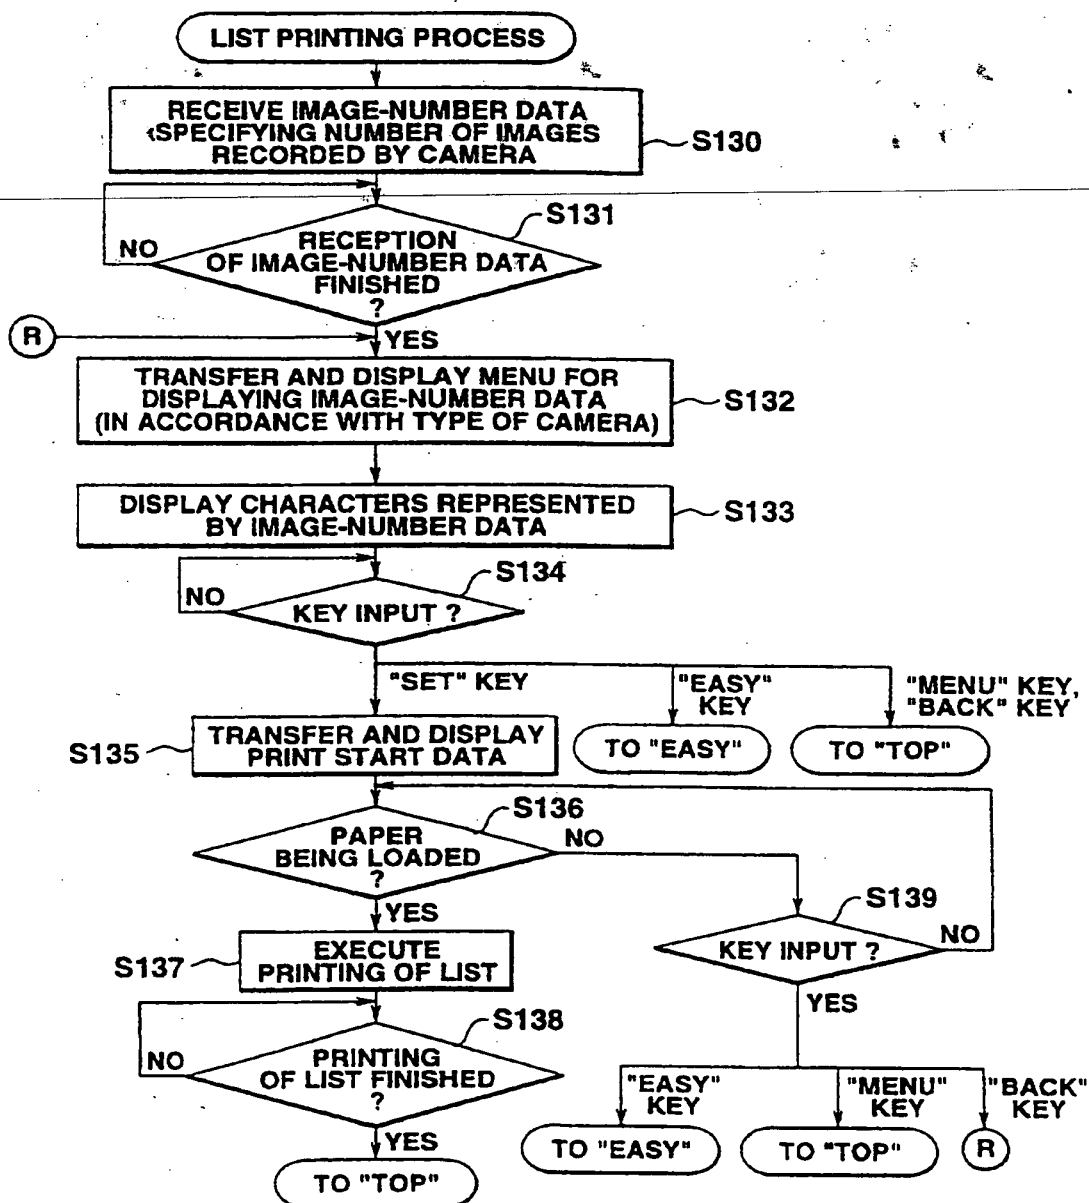 LIST PRINTING PROCESS
RECEIVE IMAGE-NUMBER DATA
SPECIFYING NUMBER OF IMAGES
RECORDED BY CAMERA
S130
S131
RECEPTION
OF IMAGE-NUMBER DATA
FINISHED
?
NO
R
YES
TRANSFER AND DISPLAY MENU FOR
DISPLAYING IMAGE-NUMBER DATA
(IN ACCORDANCE WITH TYPE OF CAMERA)
S132
DISPLAY CHARACTERS REPRESENTED
BY IMAGE-NUMBER DATA
S133
S134
NO
KEY INPUT ?
"SET" KEY
"EASY"
KEY
"MENU" KEY,
"BACK" KEY
S135
TRANSFER AND DISPLAY
PRINT START DATA
TO "EASY"
TO "TOP"
S136
PAPER
BEING LOADED
?
NO
YES
S139
KEY INPUT ?
NO
YES
S137
EXECUTE
PRINTING OF LIST
S138
NO
PRINTING
OF LIST FINISHED
?
YES
TO "TOP"
"EASY"
KEY
"MENU"
KEY
"BACK"
KEY
TO "EASY"
TO "TOP"
R